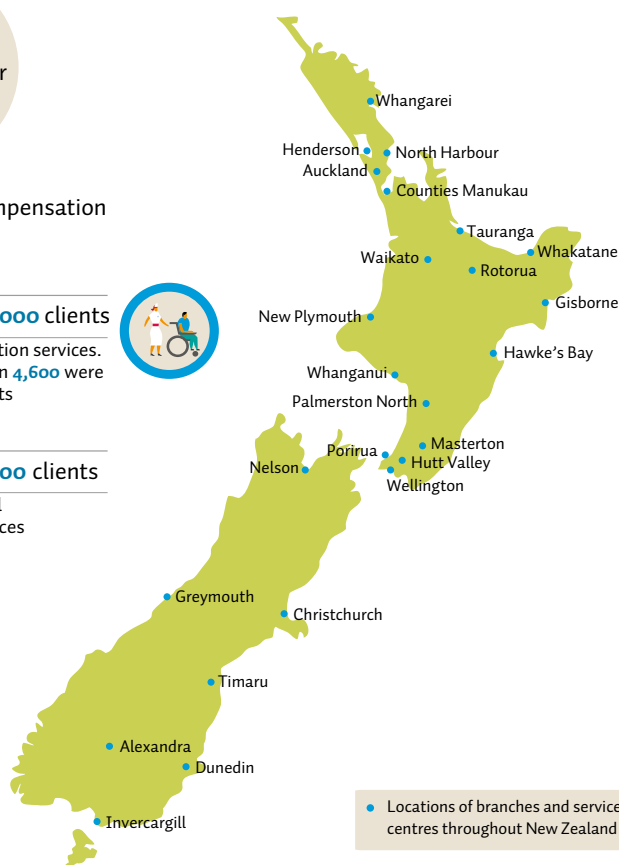 r
mpensation
000 clients
tion services.
n 4,600 were
ts
00 clients
l
ces
Whangarei
Henderson
North Harbour
Auckland
Counties Manukau
Tauranga
Waikato
Whakatane
Rotorua
Gisborne
New Plymouth
Hawke's Bay
Whanganui
Palmerston North
Masterton
Porirua
Hutt Valley
Nelson
Wellington
Greymouth
Christchurch
Timaru
Alexandra
Dunedin
Invercargill
Locations of branches and service
centres throughout New Zealand